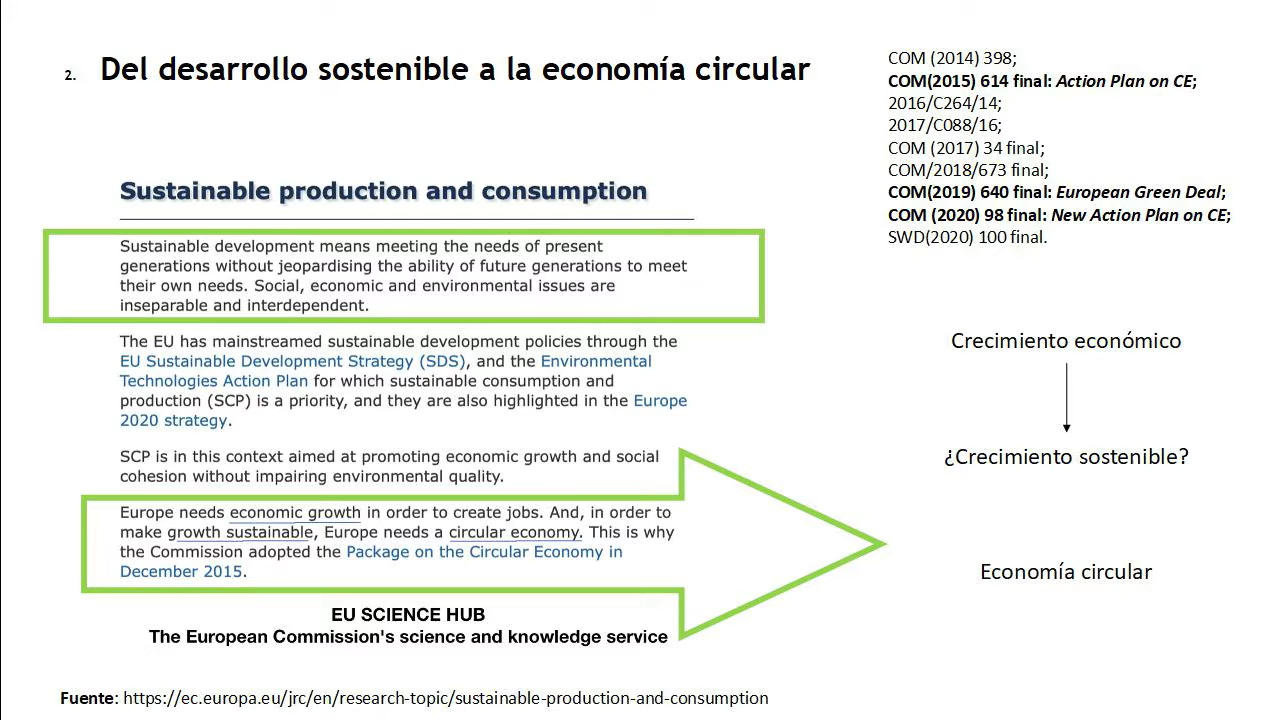 2. Del desarrollo sostenible a la economía circular
COM (2014) 398;
COM(2015) 614 final: Action Plan on CE;
2016/C264/14;
2017/C088/16;
COM (2017) 34 final;
COM/2018/673 final;
COM(2019) 640 final: European Green Deal;
COM (2020) 98 final: New Action Plan on CE;
SWD(2020) 100 final.
Sustainable production and consumption
Sustainable development means meeting the needs of present
generations without jeopardising the ability of future generations to meet
their own needs. Social, economic and environmental issues are
inseparable and interdependent.
The EU has mainstreamed sustainable development policies through the
EU Sustainable Development Strategy (SDS), and the Environmental
Technologies Action Plan for which sustainable consumption and
production (SCP) is a priority, and they are also highlighted in the Europe
2020 strategy.
SCP is in this context aimed at promoting economic growth and social
cohesion without impairing environmental quality.
Europe needs economic growth in order to create jobs. And, in order to
make growth sustainable, Europe needs a circular economy. This is why
the Commission adopted the Package on the Circular Economy in
December 2015.
EU SCIENCE HUB
The European Commission's science and knowledge service
Crecimiento económico
¿Crecimiento sostenible?
Economía circular
Fuente: https://ec.europa.eu/jrc/en/research-topic/sustainable-production-and-consumption